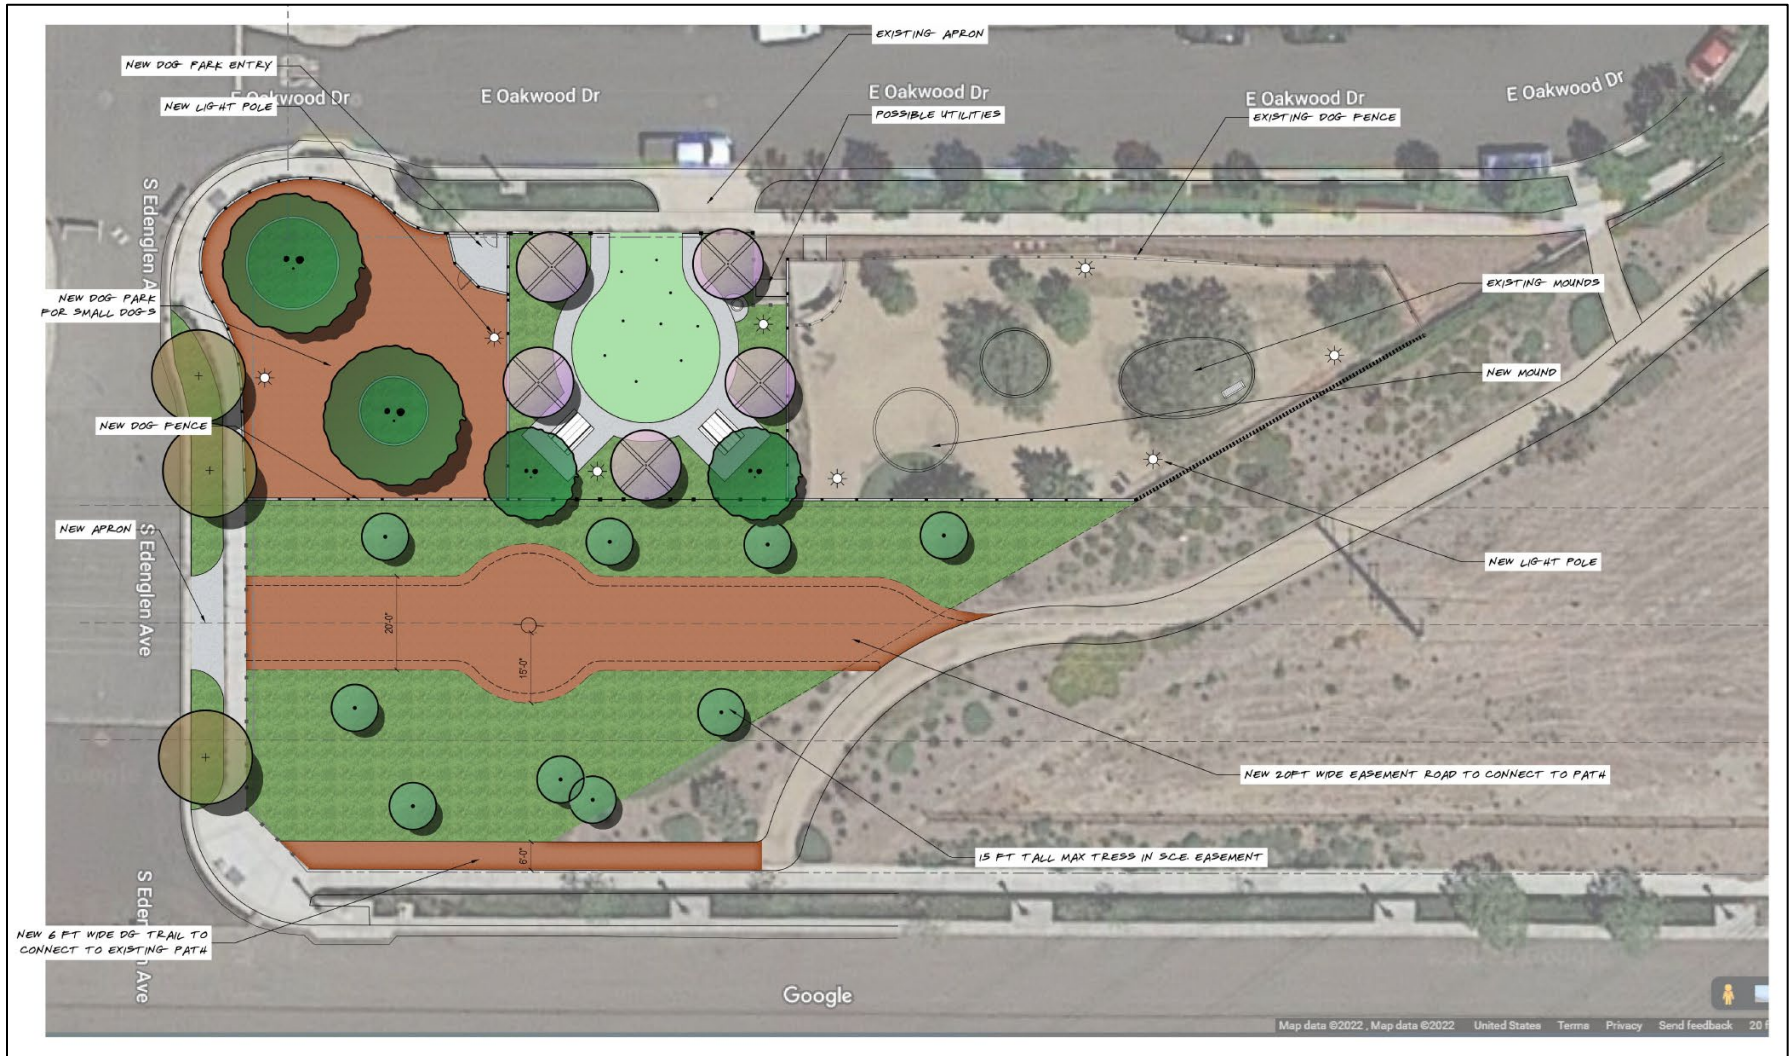 EXISTING APRON
NEW DOG PARK ENTRY
NEW LIGHT POLE
E Oakwood Dr
E Oakwood Dr
E Oakwood Dr
E Oakwood Dr
E Oakwood Dr
POSSIBLE UTILITIES
EXISTING DOG FENCE
S Edenglen A
EXISTING MOUNDS
NEW DOG PARK
FOR SMALL DOGS
NEW MOUND
NEW DOG FENCE
NEW APRON
S Edenglen Ave
NEW LIGHT POLE
20'-0"
15'-0"
NEW 20FT WIDE EASEMENT ROAD TO CONNECT TO PATH
6'-0"
15 FT TALL MAX TRESS IN S.C.E. EASEMENT
S Eden
n Ave
NEW 6 FT WIDE DG TRAIL TO
CONNECT TO EXISTING PATH
Google
Google
Map data ©2022 , Map data ©2022 United States Terms Privacy Send feedback 20 f